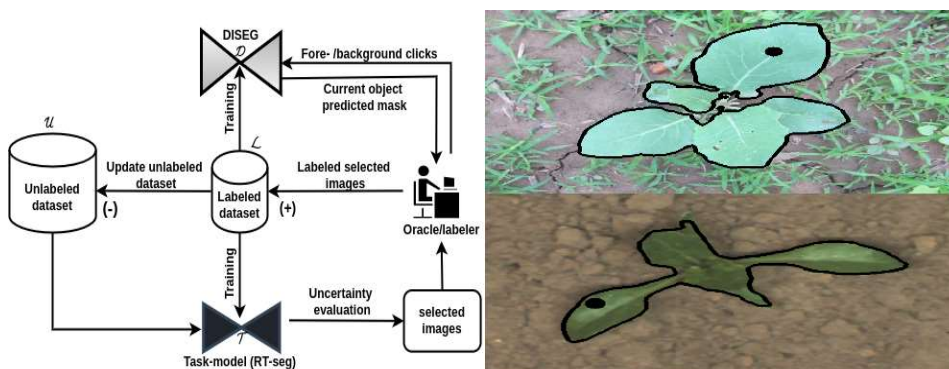 DISEG
𝒟
Fore- /background clicks
Current object
predicted mask
Training
𝒰
ℒ
Update unlabeled
dataset
Labeled selected
images
Unlabeled
dataset
(-)
Labeled
dataset
(+)
Oracle/labeler
Training
Uncertainty
evaluation
selected
images
𝒯
Task-model (RT-seg)